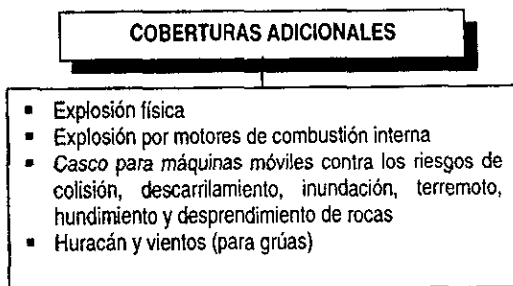 COBERTURAS ADICIONALES
▪ Explosión física
▪ Explosión por motores de combustión interna
▪ Casco para máquinas móviles contra los riesgos de
colisión, descarrilamiento, inundación, terremoto,
hundimiento y desprendimiento de rocas
▪ Huracán y vientos (para grúas)